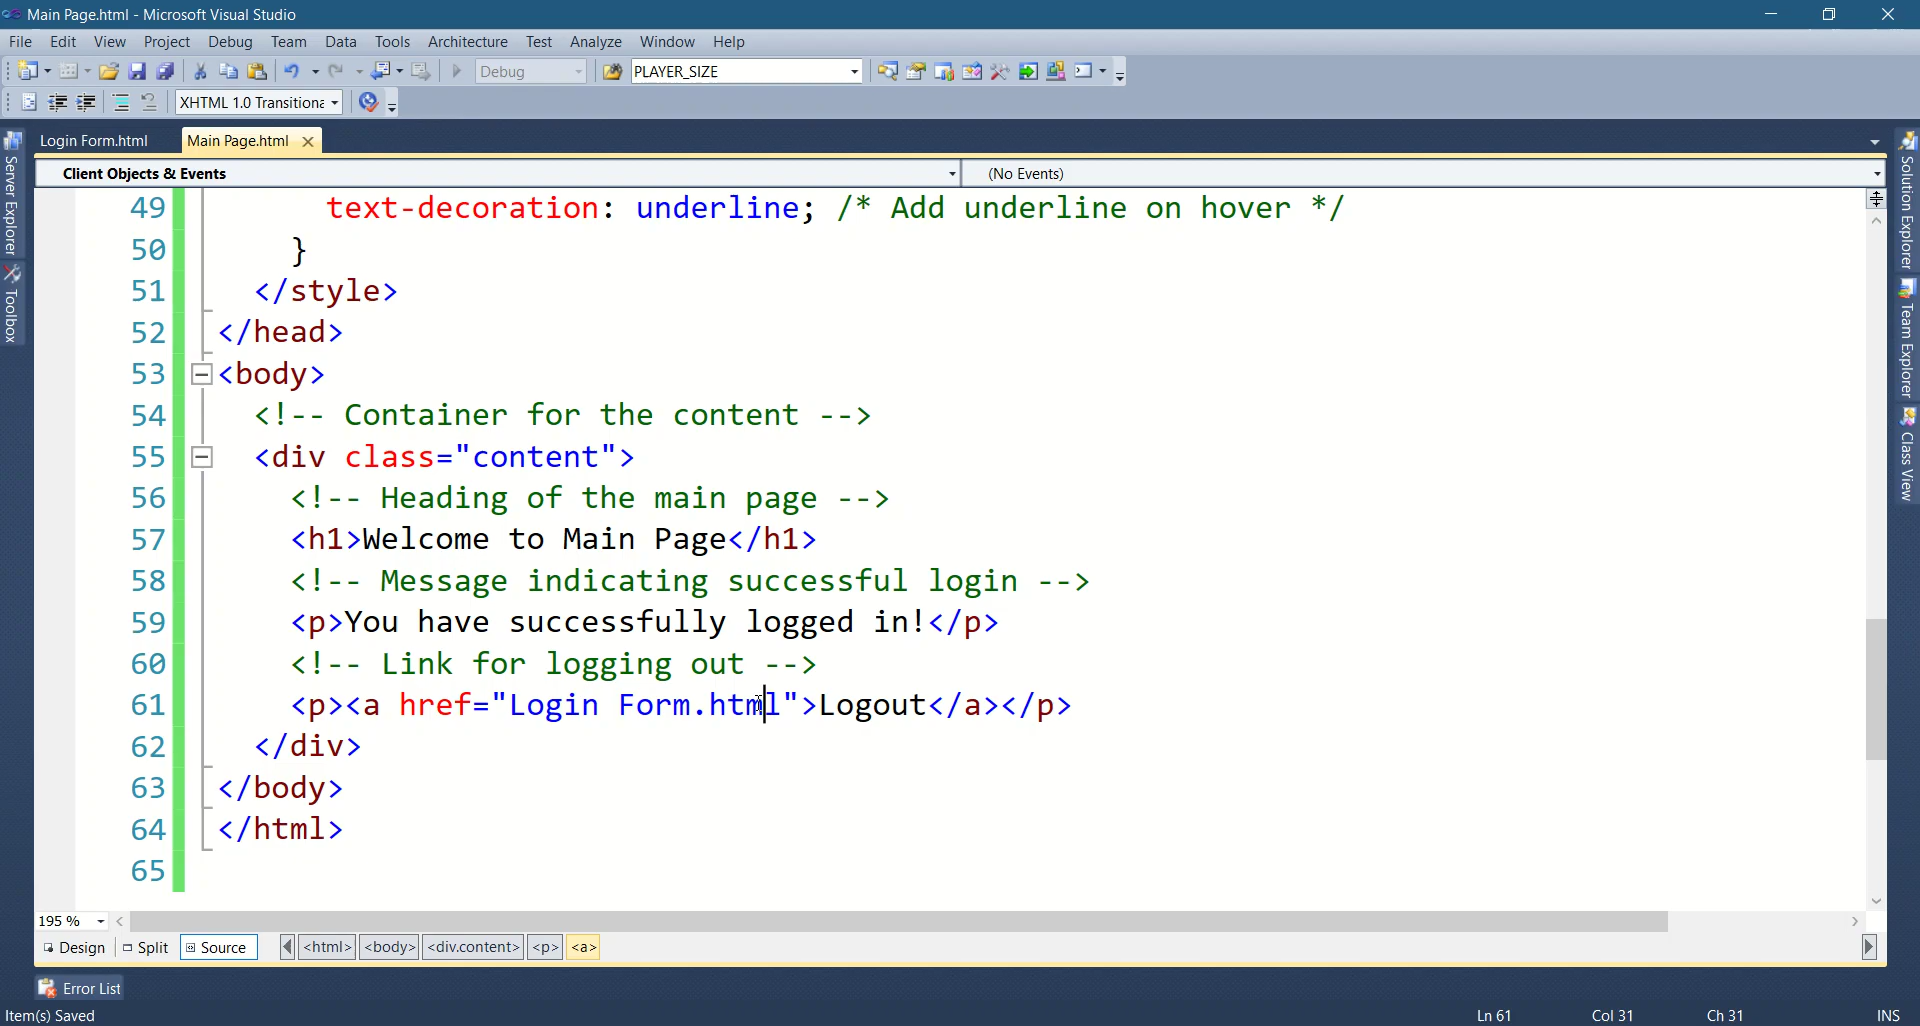 Main Page.html - Microsoft Visual Studio
File Edit View Project Debug Team Data Tools Architecture Test Analyze Window Help
Debug PLAYER_SIZE
XHTML 1.0 Transitiona
Login Form.html Main Page.html
Client Objects & Events (No Events)
Server Explorer
Toolbox
Solution Explorer
Team Explorer
Class View
49 text-decoration: underline; /* Add underline on hover */
50 }
51 </style>
52 </head>
53 <body>
54 <!-- Container for the content -->
55 <div class="content">
56 <!-- Heading of the main page -->
57 <h1>Welcome to Main Page</h1>
58 <!-- Message indicating successful login -->
59 <p>You have successfully logged in!</p>
60 <!-- Link for logging out -->
61 <p><a href="Login Form.html">Logout</a></p>
62 </div>
63 </body>
64 </html>
65
195 %
Design Split Source <html> <body> <div.content> <p> <a>
Error List
Item(s) Saved Ln 61 Col 31 Ch 31 INS